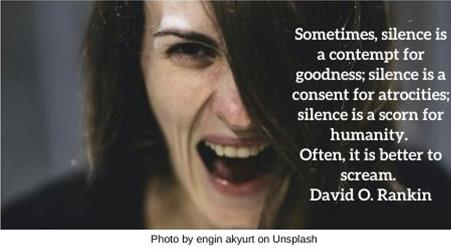 Sometimes, silence is
a contempt for
goodness; silence is a
consent for atrocities;
silence is a scorn for
humanity.
Often, it is better to
scream.
David O. Rankin
Photo by engin akyurt on Unsplash